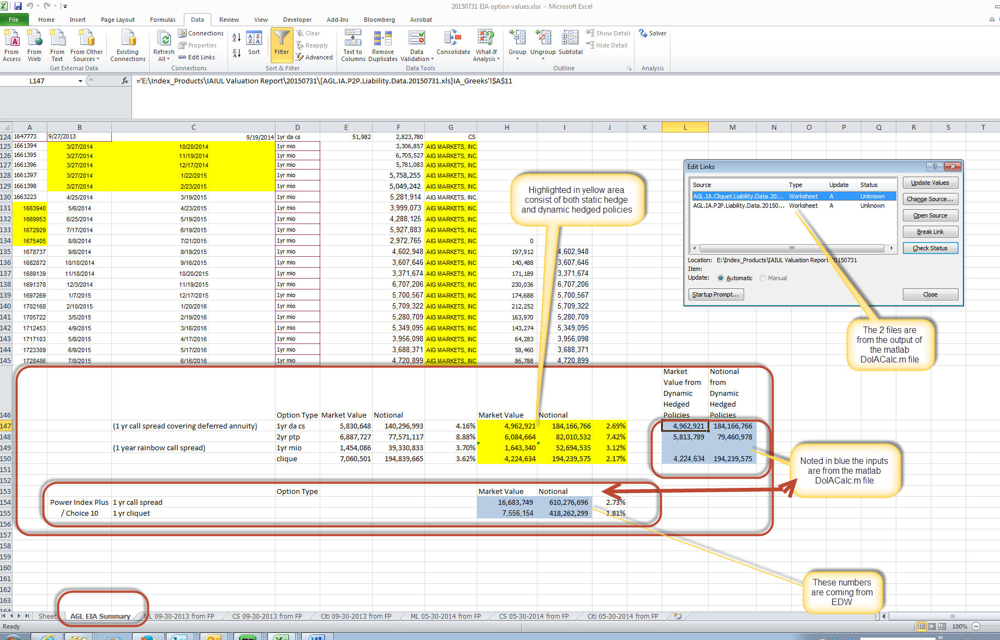 20150731 EIA option values.xlsx - Microsoft Excel
File Home Insert Page Layout Formulas Data Review View Developer Add-Ins Bloomberg Acrobat
From Access
From Web
From Text
From Other Sources
Existing Connections
Refresh All
Connections
Properties
Edit Links
Sort
Filter
Clear
Reapply
Advanced
Text to Columns
Remove Duplicates
Data Validation
Consolidate
What-If Analysis
Group
Ungroup
Subtotal
Show Detail
Hide Detail
Solver
Get External Data Connections Sort & Filter Data Tools Outline Analysis
L147 fx ='E:\Index_Products\IAIUL Valuation Report\20150731\[AGL.IA.P2P.Liability.Data.20150731.xls]IA_Greeks'!$A$11
A B C D E F G H I J K L M N O P Q R S T
124 1647773 9/27/2013 9/19/2014 1yr da cs 51,982 2,823,780 CS
125 1661394 3/27/2014 10/20/2014 1yr mio 3,306,857 AIG MARKETS, INC.
126 1661395 3/27/2014 11/19/2014 1yr mio 6,705,527 AIG MARKETS, INC.
127 1661396 3/27/2014 12/17/2014 1yr mio 5,781,083 AIG MARKETS, INC.
128 1661397 3/27/2014 1/22/2015 1yr mio 5,758,255 AIG MARKETS, INC.
129 1661398 3/27/2014 2/23/2015 1yr mio 5,049,242 AIG MARKETS, INC.
130 1663223 4/25/2014 3/19/2015 1yr mio 5,281,914 AIG MARKETS, INC
131 1663940 5/6/2014 4/23/2015 1yr mio 3,999,073 AIG MARKETS, INC
132 1669953 6/25/2014 5/19/2015 1yr mio 4,288,125 AIG MARKETS, INC
133 1672929 7/17/2014 6/19/2015 1yr mio 5,927,883 AIG MARKETS, INC
134 1675405 8/8/2014 7/21/2015 1yr mio 2,972,765 AIG MARKETS, INC 0
135 1678737 9/8/2014 8/19/2015 1yr mio 4,602,948 AIG MARKETS, INC 197,912 4,602,948
136 1682872 10/10/2014 9/16/2015 1yr mio 3,607,646 AIG MARKETS, INC 140,488 3,607,646
137 1689139 11/18/2014 10/20/2015 1yr mio 3,371,674 AIG MARKETS, INC 171,189 3,371,674
138 1691378 12/3/2014 11/19/2015 1yr mio 6,707,206 AIG MARKETS, INC 230,036 6,707,206
139 1697269 1/7/2015 12/17/2015 1yr mio 5,700,567 AIG MARKETS, INC 174,688 5,700,567
140 1702168 2/10/2015 1/20/2016 1yr mio 5,709,322 AIG MARKETS, INC 212,252 5,709,322
141 1705722 3/5/2015 2/19/2016 1yr mio 5,280,709 AIG MARKETS, INC 163,970 5,280,709
142 1712453 4/9/2015 3/16/2016 1yr mio 5,349,095 AIG MARKETS, INC 143,274 5,349,095
143 1717103 5/8/2015 4/17/2016 1yr mio 3,956,098 AIG MARKETS, INC 64,283 3,956,098
144 1723309 6/9/2015 5/17/2016 1yr mio 3,688,371 AIG MARKETS, INC 58,460 3,688,371
145 1728486 7/8/2015 6/16/2016 1yr mio 4,720,899 AIG MARKETS, INC 86,788 4,720,899
Highlighted in yellow area
consist of both static hedge
and dynamic hedged policies
Edit Links
Source Type Update Status
AGL.IA.Cliquet.Liability.Data.20... Worksheet A Unknown
AGL.IA.P2P.Liability.Data.20150... Worksheet A Unknown
Update Values
Change Source...
Open Source
Break Link
Check Status
Location: E:\Index_Products\IAIUL Valuation Report 20150731
Item:
Update: Automatic Manual
Startup Prompt... Close
The 2 files are
from the output of
the matlab
DoIACalc.m file
Market Value from Dynamic Hedged Policies
Notional from Dynamic Hedged Policies
146 Option Type Market Value Notional Market Value Notional
147 (1 yr call spread covering deferred annuity) 1yr da cs 5,830,648 140,296,993 4.16% 4,962,921 184,166,766 2.69% 4,962,921 184,166,766
148 2yr ptp 6,887,727 77,571,117 8.88% 6,084,664 82,010,532 7.42% 5,813,789 79,460,978
149 (1 year rainbow call spread) 1yr mio 1,454,086 39,330,833 3.70% 1,643,340 52,694,535 3.12%
150 clique 7,060,501 194,839,665 3.62% 4,224,634 194,239,575 2.17% 4,224,634 194,239,575
151
152
153 Option Type Market Value Notional
154 Power Index Plus 1 yr call spread 16,683,749 610,276,696 2.73%
155 / Choice 10 1 yr cliquet 7,556,154 418,262,299 1.81%
156
157
158
159
160
161
162
163
164
Noted in blue the inputs
are from the matlab
DoIACalc.m file
These numbers
are coming from
EDW
Sheet AGL EIA Summary ML 09-30-2013 from FP CS 09-30-2013 from FP Citi 09-30-2013 from FP ML 05-30-2014 from FP CS 05-30-2014 from FP Citi 05-30-2014 from FP
Ready 100%